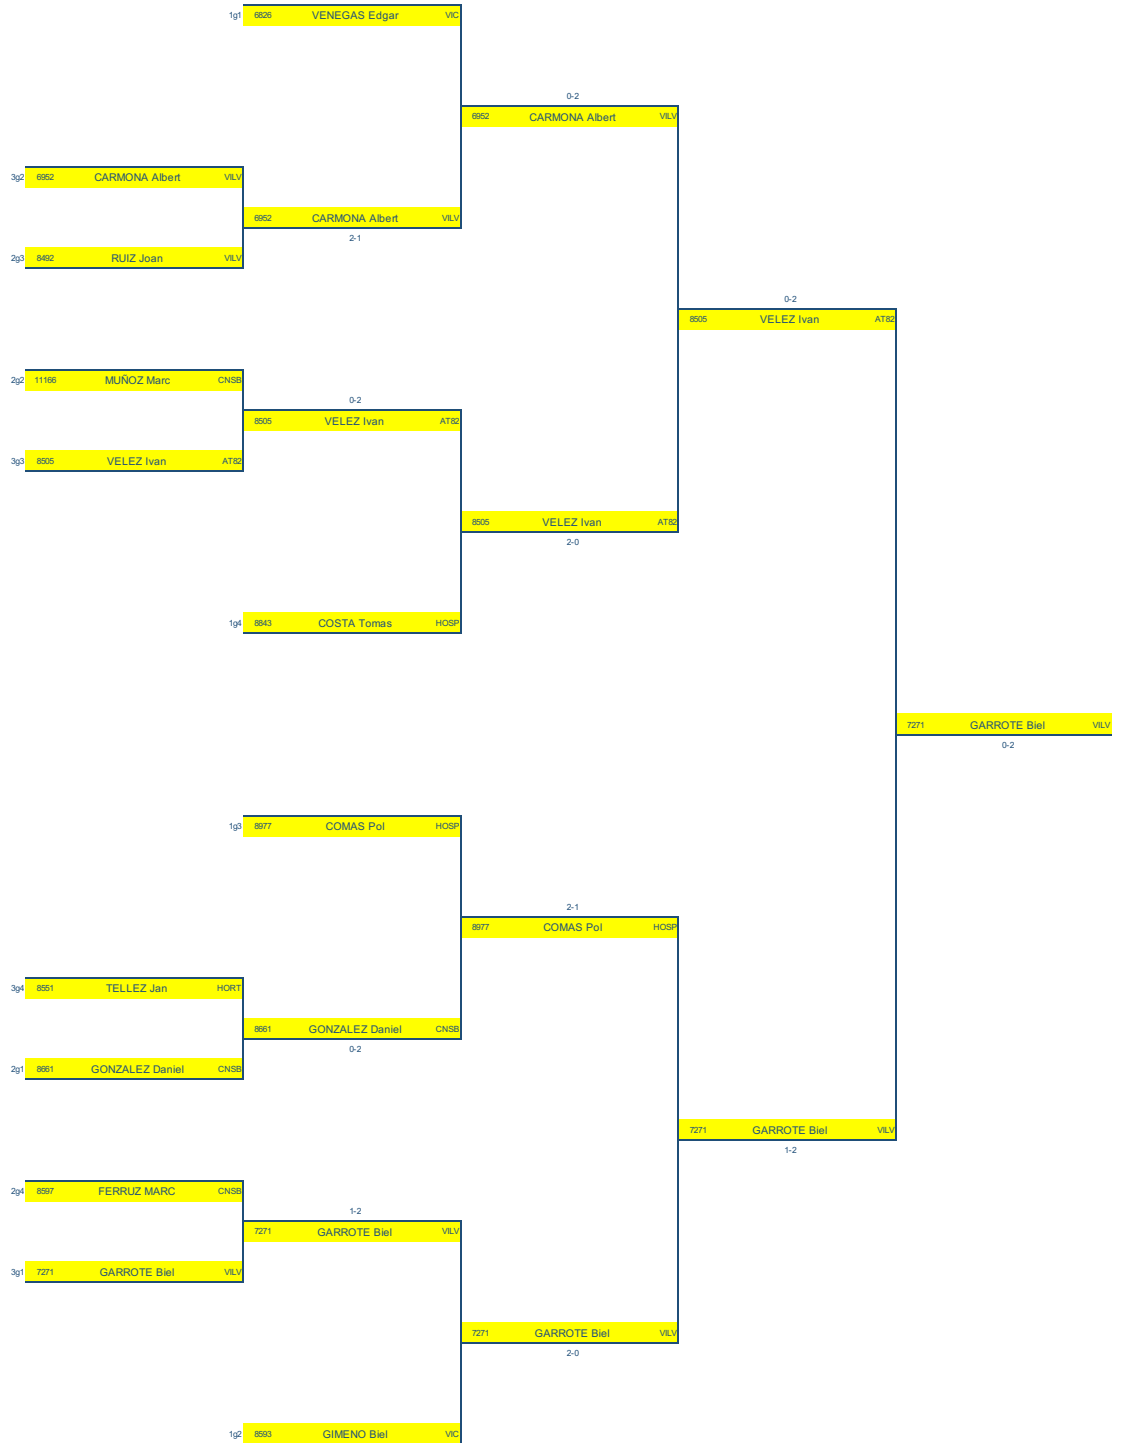 1g1 6826 VENEGAS Edgar VIC
0-2
6952 CARMONA Albert VILV
3g2 6952 CARMONA Albert VILV
6952 CARMONA Albert VILV
2-1
2g3 8492 RUIZ Joan VILV
0-2
8505 VELEZ Ivan AT82
2g2 11166 MUÑOZ Marc CNSB
0-2
8505 VELEZ Ivan AT82
3g3 8505 VELEZ Ivan AT82
8505 VELEZ Ivan AT82
2-0
1g4 8843 COSTA Tomas HOSP
7271 GARROTE Biel VILV
0-2
1g3 8977 COMAS Pol HOSP
2-1
8977 COMAS Pol HOSP
3g4 8551 TELLEZ Jan HORT
8661 GONZALEZ Daniel CNSB
0-2
2g1 8661 GONZALEZ Daniel CNSB
7271 GARROTE Biel VILV
1-2
2g4 8597 FERRUZ MARC CNSB
1-2
7271 GARROTE Biel VILV
3g1 7271 GARROTE Biel VILV
7271 GARROTE Biel VILV
2-0
1g2 8593 GIMENO Biel VIC